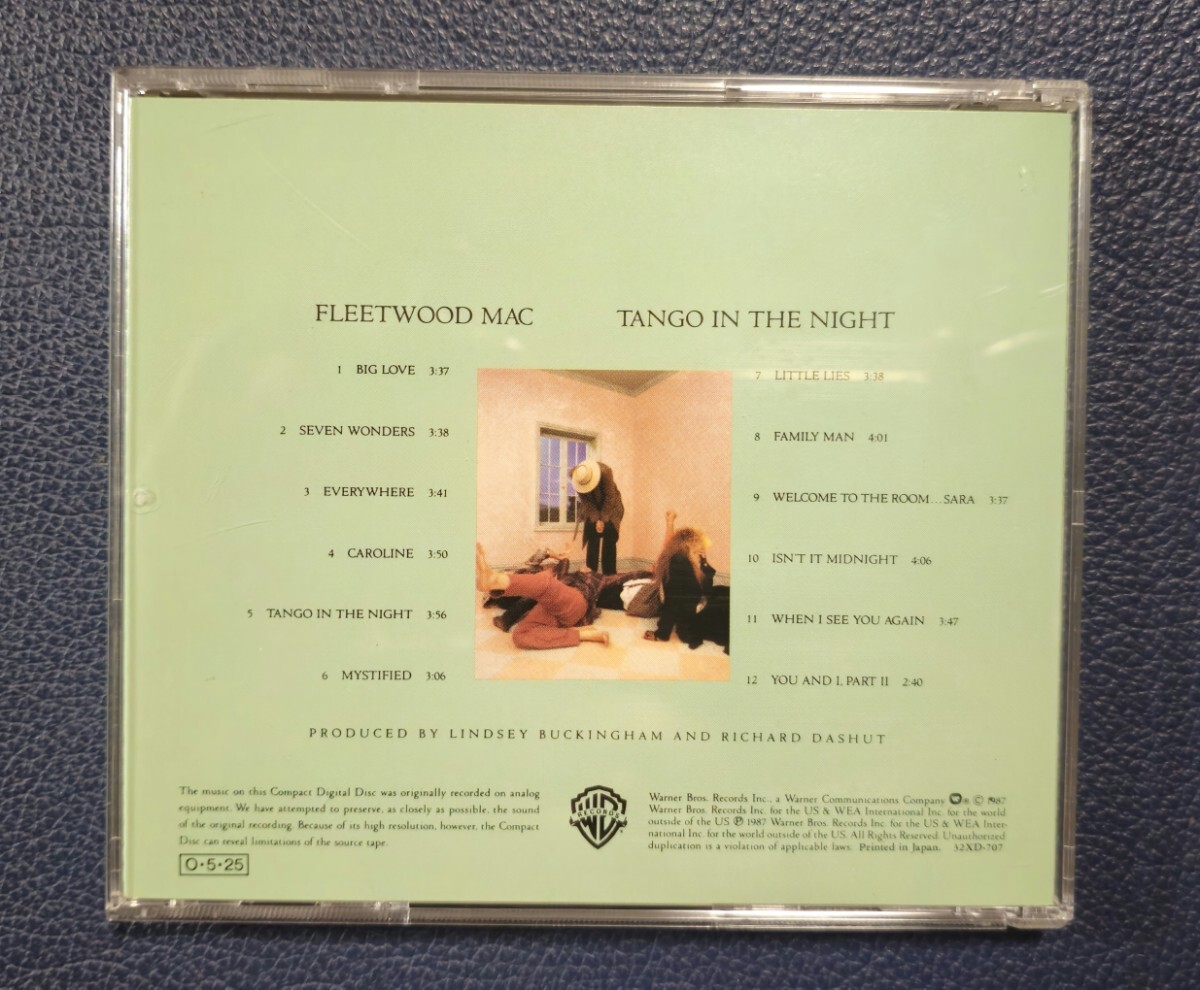 FLEETWOOD MAC
TANGO IN THE NIGHT
1 BIG LOVE 3:37
2 SEVEN WONDERS 3:38
3 EVERYWHERE 3:41
4 CAROLINE 3:50
5 TANGO IN THE NIGHT 3:56
6 MYSTIFIED 3:06
7 LITTLE LIES 3:38
8 FAMILY MAN 4:01
9 WELCOME TO THE ROOM...SARA 3:37
10 ISN'T IT MIDNIGHT 4:06
11 WHEN I SEE YOU AGAIN 3:47
12 YOU AND I, PART II 2:40
PRODUCED BY LINDSEY BUCKINGHAM AND RICHARD DASHUT
The music on this Compact Digital Disc was originally recorded on analog
equipment. We have attempted to preserve, as closely as possible, the sound
of the original recording. Because of its high resolution, however, the Compact
Disc can reveal limitations of the source tape.
O·5·25
RECORDS
Warner Bros. Records Inc., a Warner Communications Company ® © 1987
Warner Bros. Records Inc. for the US & WEA International Inc. for the world
outside of the US ℗ 1987 Warner Bros. Records Inc. for the US & WEA Inter-
national Inc. for the world outside of the US. All Rights Reserved. Unauthorized
duplication is a violation of applicable laws. Printed in Japan. 32XD-707